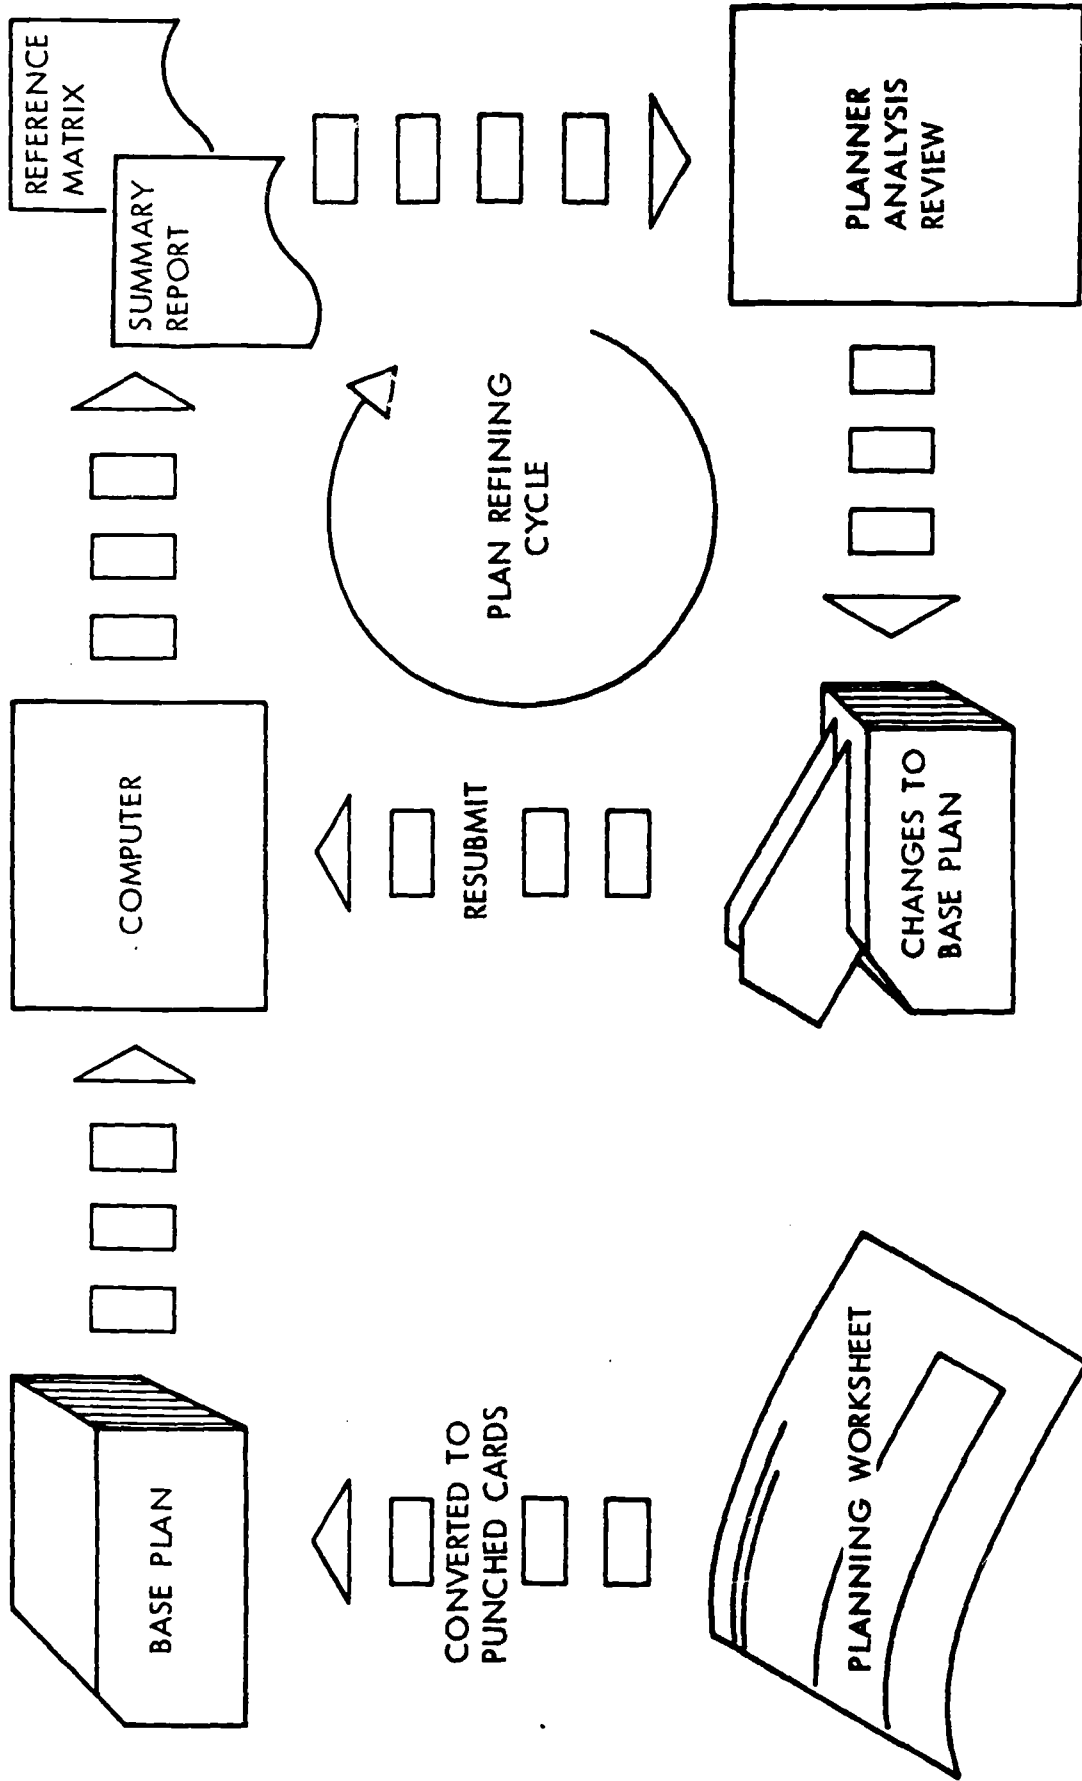 BASE PLAN
COMPUTER
REFERENCE
MATRIX
SUMMARY
REPORT
CONVERTED TO
PUNCHED CARDS
RESUBMIT
PLAN REFINING
CYCLE
PLANNING WORKSHEET
CHANGES TO
BASE PLAN
PLANNER
ANALYSIS
REVIEW